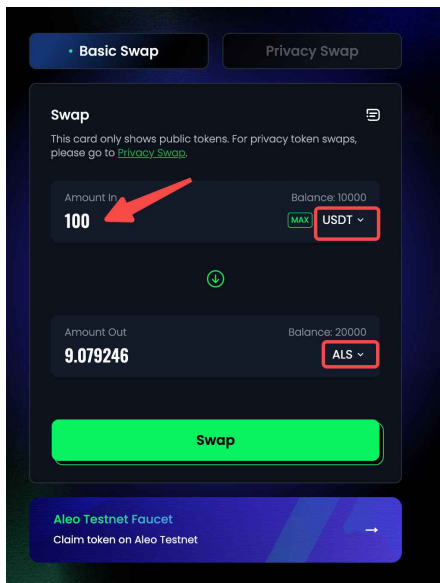 Basic Swap
Privacy Swap
Swap
This card only shows public tokens. For privacy token swaps,
please go to Privacy Swap.
Amount In
Balance: 10000
100
MAX
USDT
Amount Out
Balance: 20000
9.079246
ALS
Swap
Aleo Testnet Faucet
Claim token on Aleo Testnet